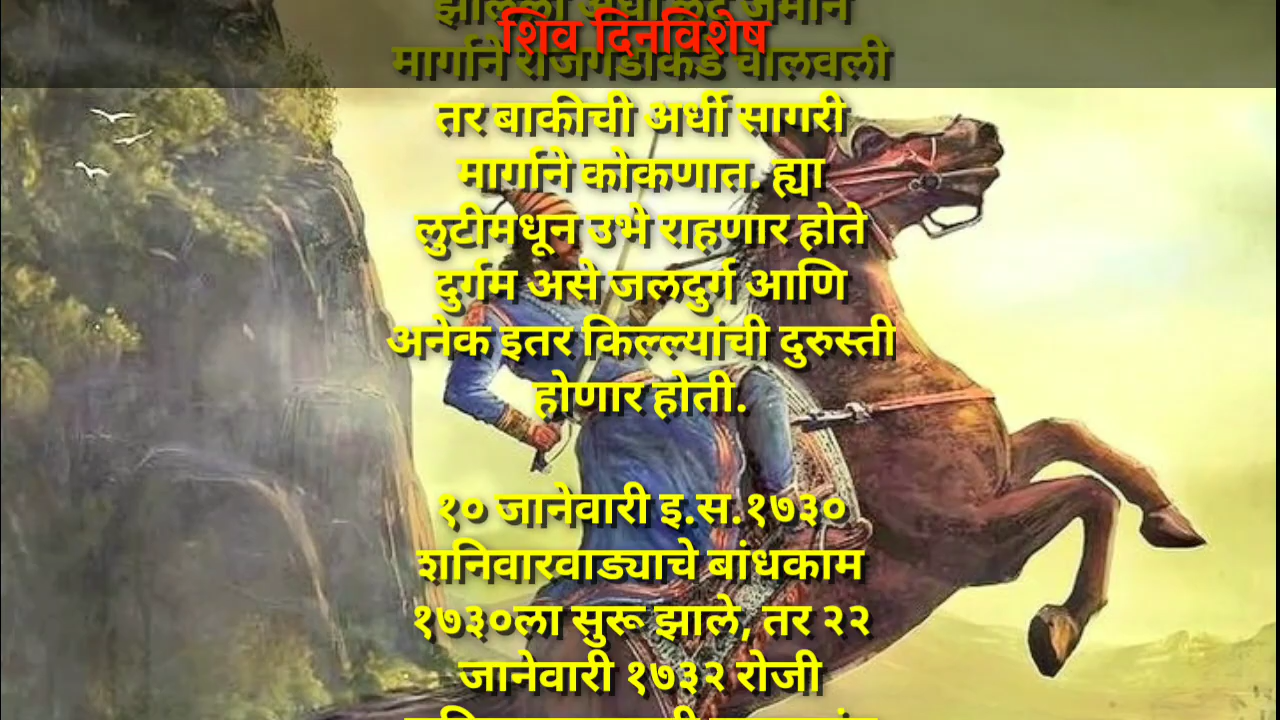 शिव दिनविशेष
मार्गाने राजगडाकडे वालवली
तर बाकीची अर्धी सागरी
मार्गाने कोकणात. ह्या
लुटीमधून उभे राहणार होते
दुर्गम असे जलदुर्ग आणि
अनेक इतर किल्ल्यांची दुरुस्ती
होणार होती.
१० जानेवारी इ.स.१७३०
शनिवारवाड्याचे बांधकाम
१७३०ला सुरू झाले, तर २२
जानेवारी १७३२ रोजी